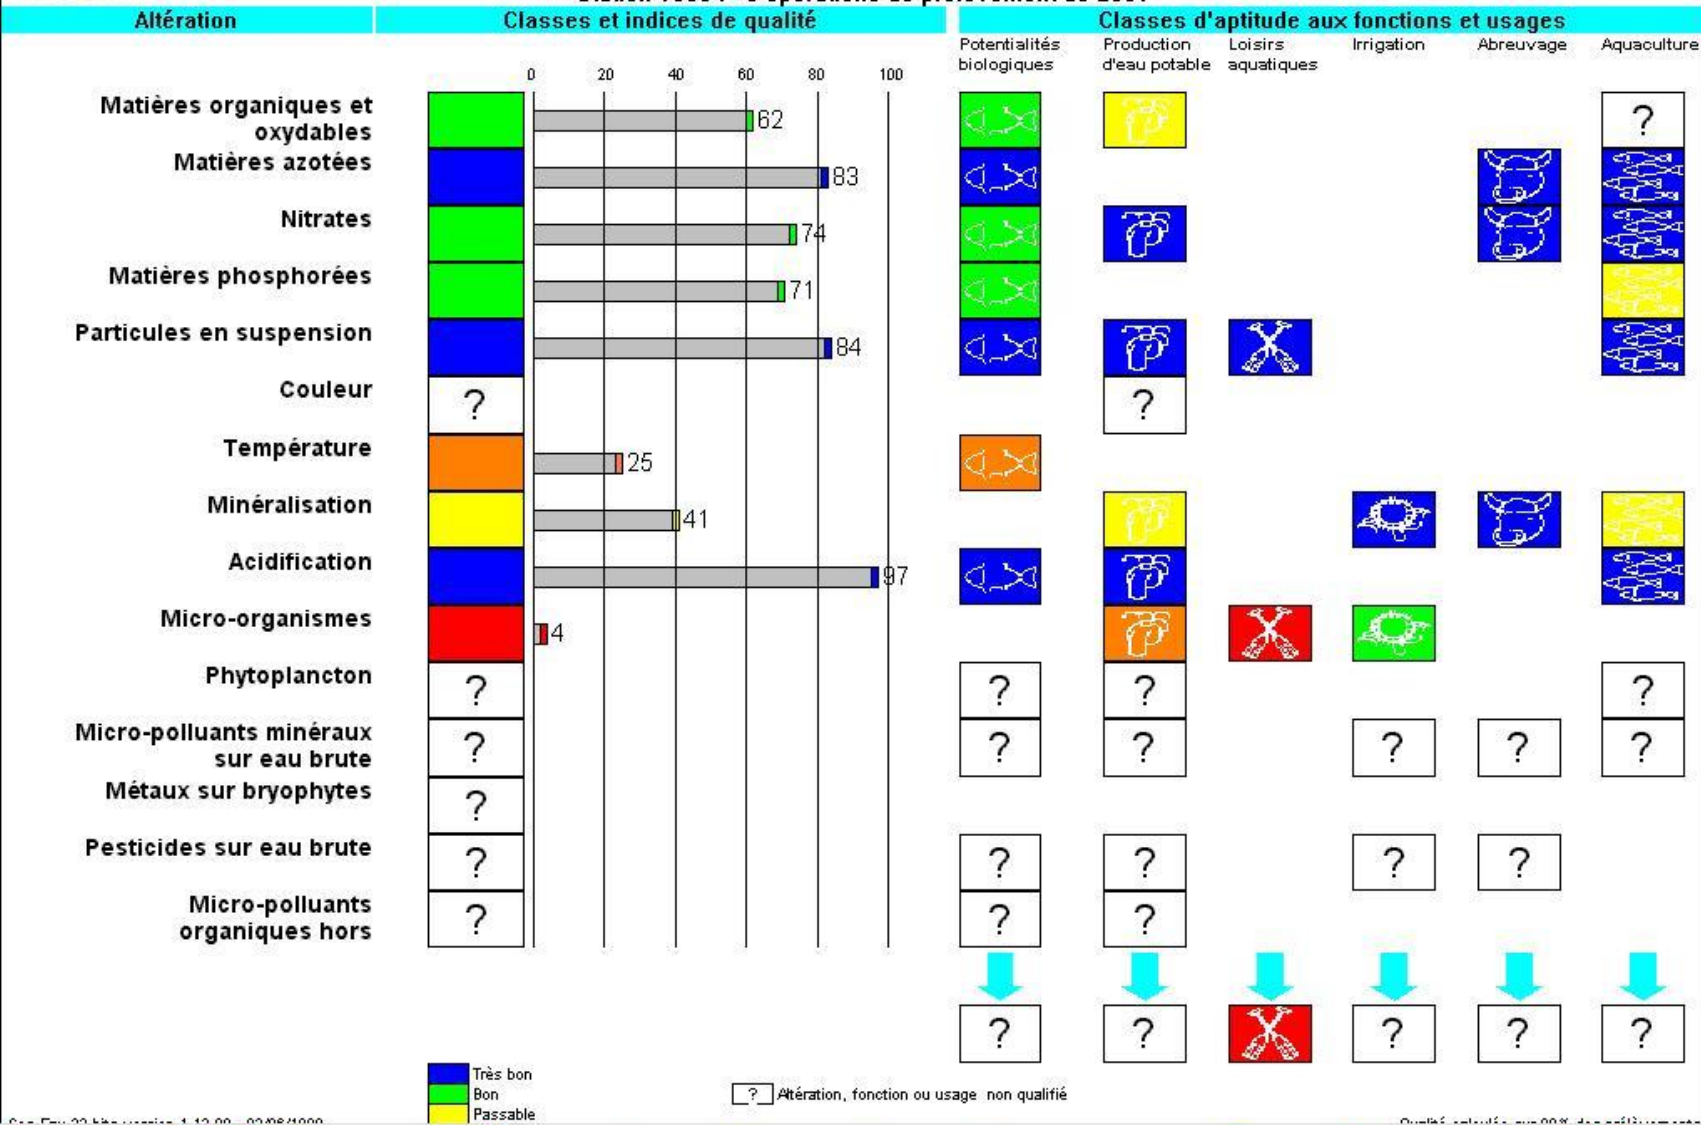 Altération
Classes et indices de qualité
Classes d'aptitude aux fonctions et usages
Potentialités
biologiques
Production
d'eau potable
Loisirs
aquatiques
Irrigation
Abreuvage
Aquaculture
0 20 40 60 80 100
Matières organiques et
oxydables
62
?
Matières azotées
83
Nitrates
74
Matières phosphorées
71
Particules en suspension
84
Couleur
? ?
Température
25
Minéralisation
41
Acidification
97
Micro-organismes
4
Phytoplancton
? ? ? ?
Micro-polluants minéraux
sur eau brute
? ? ? ? ? ?
Métaux sur bryophytes
?
Pesticides sur eau brute
? ? ? ? ?
Micro-polluants
organiques hors
? ? ?
? ? ? ? ?
Très bon
Bon
Passable
? Altération, fonction ou usage non qualifié